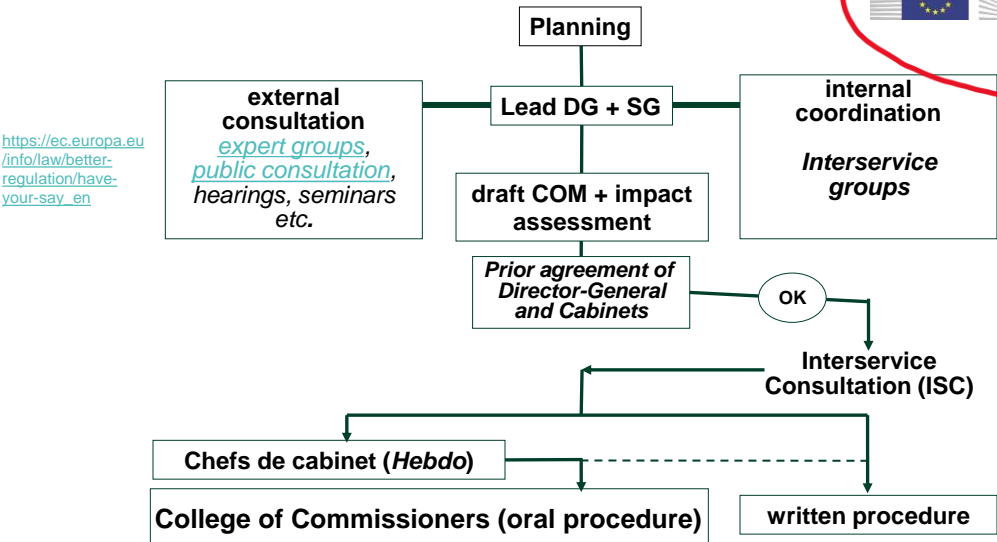 Planning
external
consultation
expert groups,
public consultation,
hearings, seminars
etc.
Lead DG + SG
internal
coordination
Interservice
groups
https://ec.europa.eu
/info/law/better-
regulation/have-
your-say_en
draft COM + impact
assessment
Prior agreement of
Director-General
and Cabinets
OK
Interservice
Consultation (ISC)
Chefs de cabinet (Hebdo)
College of Commissioners (oral procedure)
written procedure